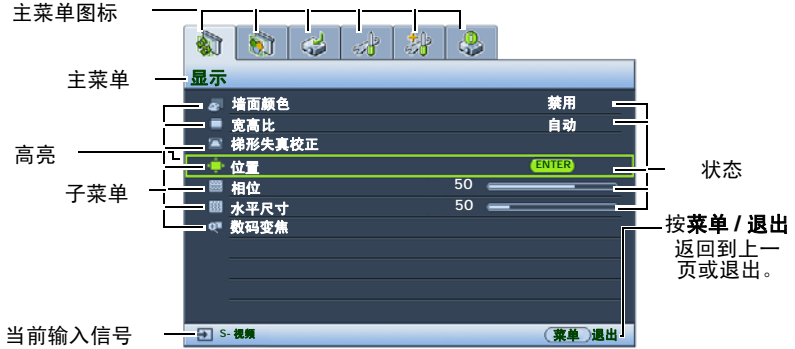 主菜单图标
主菜单
显示
墙面颜色 禁用
宽高比 自动
梯形失真校正
高亮
位置 ENTER
状态
子菜单
相位 50
水平尺寸 50
数码变焦
按菜单 / 退出
返回到上一
页或退出。
当前输入信号
S- 视频
菜单 退出